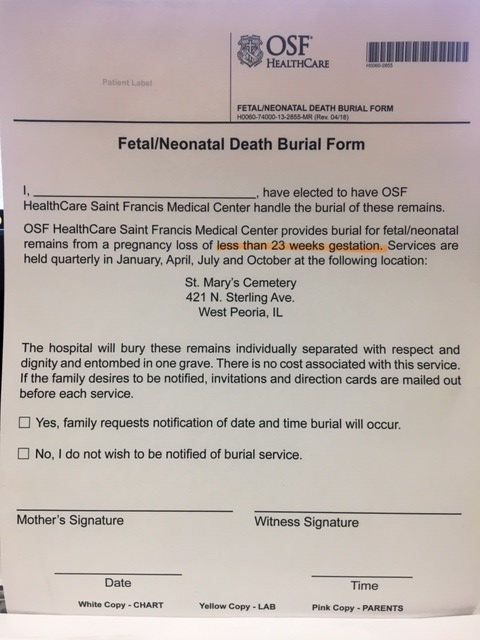 Patient Label
OSF
HEALTHCARE
H0060-2855
FETAL/NEONATAL DEATH BURIAL FORM
H0060-74000-13-2855-MR (Rev. 04/16)
Fetal/Neonatal Death Burial Form
I, ______________________________, have elected to have OSF
HealthCare Saint Francis Medical Center handle the burial of these remains.
OSF HealthCare Saint Francis Medical Center provides burial for fetal/neonatal
remains from a pregnancy loss of less than 23 weeks gestation. Services are
held quarterly in January, April, July and October at the following location:
St. Mary's Cemetery
421 N. Sterling Ave.
West Peoria, IL
The hospital will bury these remains individually separated with respect and
dignity and entombed in one grave. There is no cost associated with this service.
If the family desires to be notified, invitations and direction cards are mailed out
before each service.
☐ Yes, family requests notification of date and time burial will occur.
☐ No, I do not wish to be notified of burial service.
Mother's Signature Witness Signature
Date Time
White Copy - CHART Yellow Copy - LAB Pink Copy - PARENTS